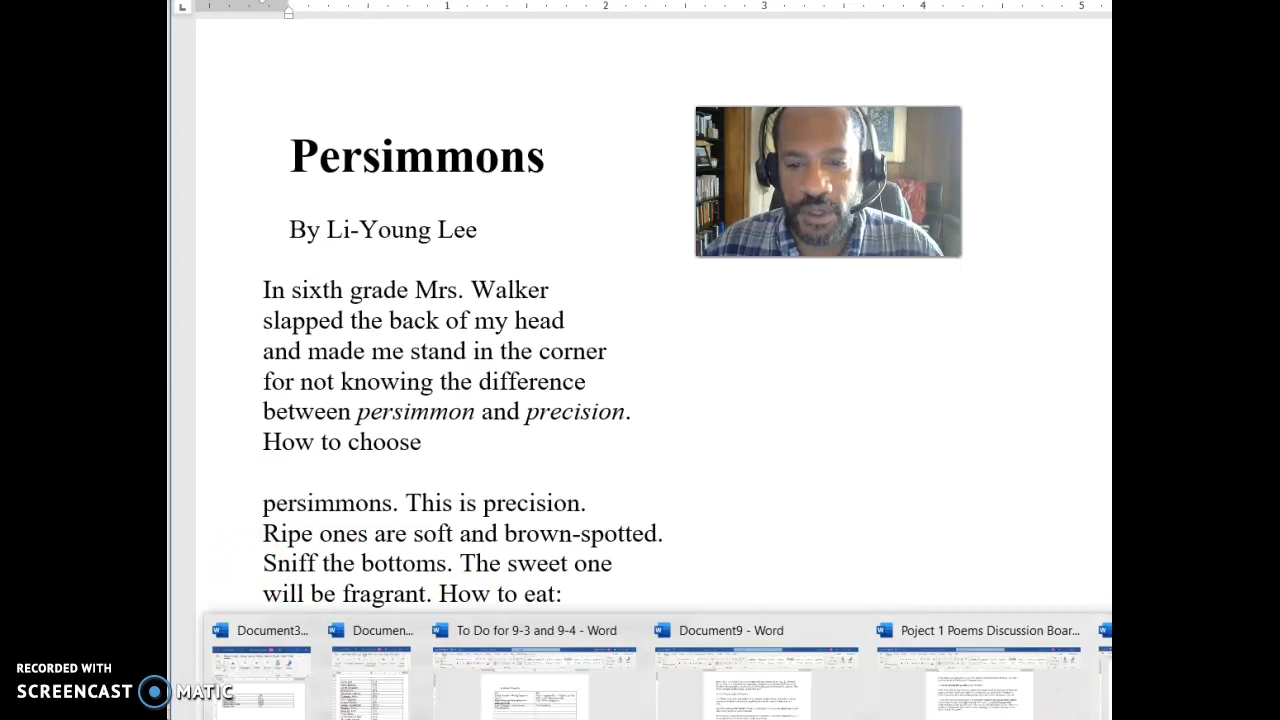 1 2 3 4 5
Persimmons
By Li-Young Lee
In sixth grade Mrs. Walker
slapped the back of my head
and made me stand in the corner
for not knowing the difference
between persimmon and precision.
How to choose
persimmons. This is precision.
Ripe ones are soft and brown-spotted.
Sniff the bottoms. The sweet one
will be fragrant. How to eat:
Document3... Documen... To Do for 9-3 and 9-4 - Word Document9 - Word Poject 1 Poems Discussion Boar...
RECORDED WITH
SCREENCAST MATIC